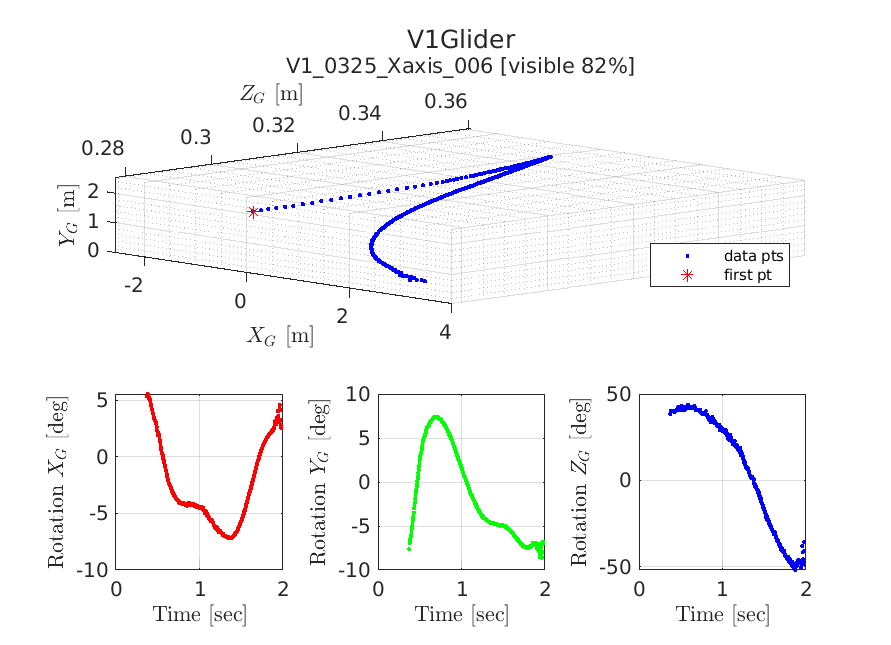 V1Glider
V1_0325_Xaxis_006 [visible 82%]
Z_G [m]
0.28 0.3 0.32 0.34 0.36
Y_G [m]
2
1
0
-2 0 2 4
X_G [m]
data pts
first pt
Rotation X_G [deg]
5
0
-5
-10
0 1 2
Time [sec]
Rotation Y_G [deg]
10
5
0
-5
-10
0 1 2
Time [sec]
Rotation Z_G [deg]
50
0
-50
0 1 2
Time [sec]